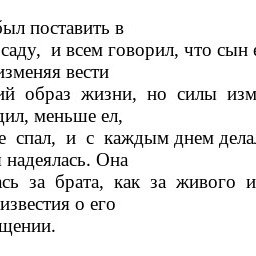 был поставить в
саду, и всем говорил, что сын
изменяя вести
ий образ жизни, но силы изм
дил, меньше ел,
е спал, и с каждым днем дела
надеялась. Она
ась за брата, как за живого и
известия о его
щении.